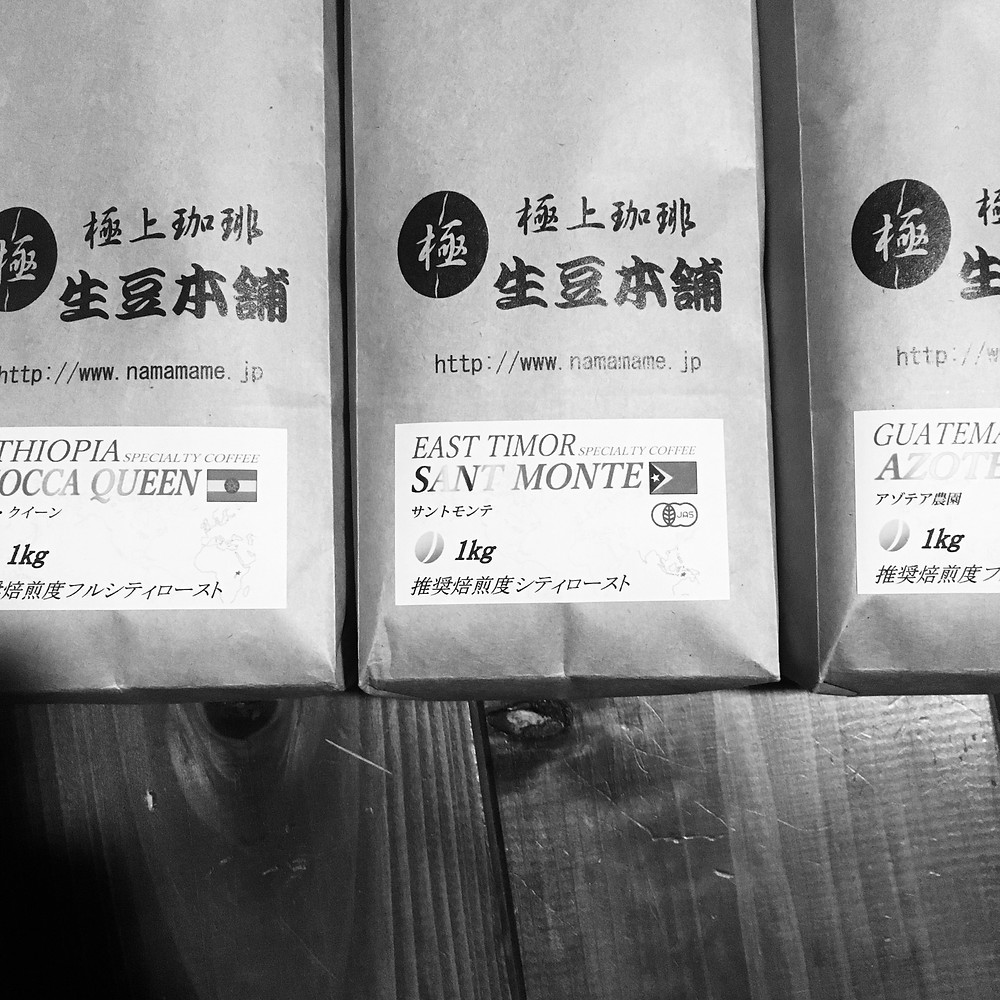 極
極上珈琲
生豆本舗
http://www.namamame.jp
THIOPIA SPECIALTY COFFEE
OCCA QUEEN
・クイーン
1kg
焙煎度フルシティロースト
極
極上珈琲
生豆本舗
http://www.namamame.jp
EAST TIMOR SPECIALTY COFFEE
SANT MONTE
サントモンテ
JAS
1kg
推奨焙煎度シティロースト
極
極
生
http://w
GUATEMA
AZOTE
アゾテア農園
1kg
推奨焙煎度フ